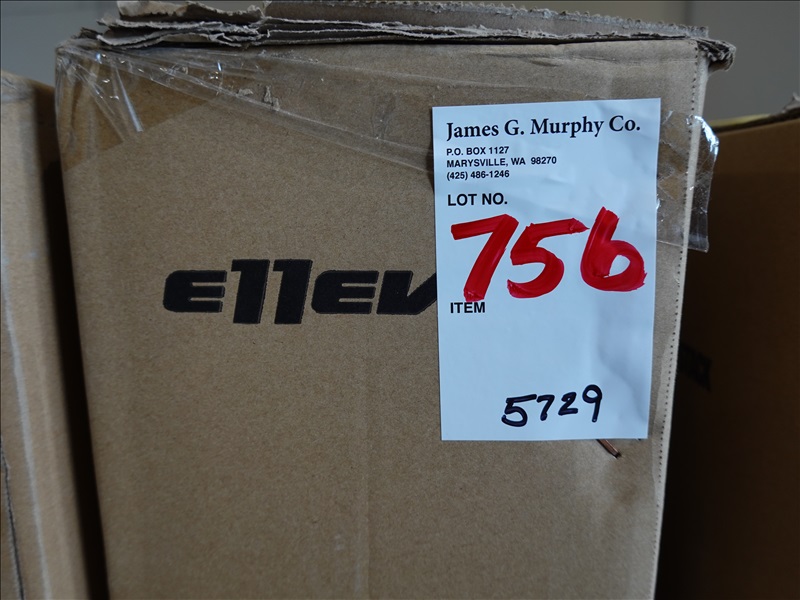 James G. Murphy Co.
P.O. BOX 1127
MARYSVILLE, WA 98270
(425) 486-1246
LOT NO.
756
e11ev
ITEM
5729